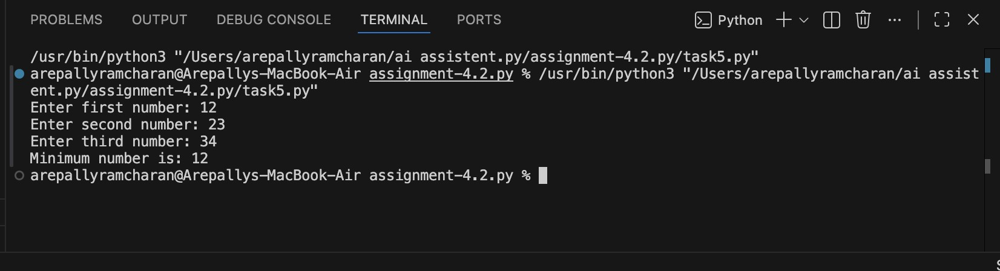 PROBLEMS OUTPUT DEBUG CONSOLE TERMINAL PORTS Python
/usr/bin/python3 "/Users/arepallyramcharan/ai assistent.py/assignment-4.2.py/task5.py"
arepallyramcharan@Arepallys-MacBook-Air assignment-4.2.py % /usr/bin/python3 "/Users/arepallyramcharan/ai assist
ent.py/assignment-4.2.py/task5.py"
Enter first number: 12
Enter second number: 23
Enter third number: 34
Minimum number is: 12
arepallyramcharan@Arepallys-MacBook-Air assignment-4.2.py %